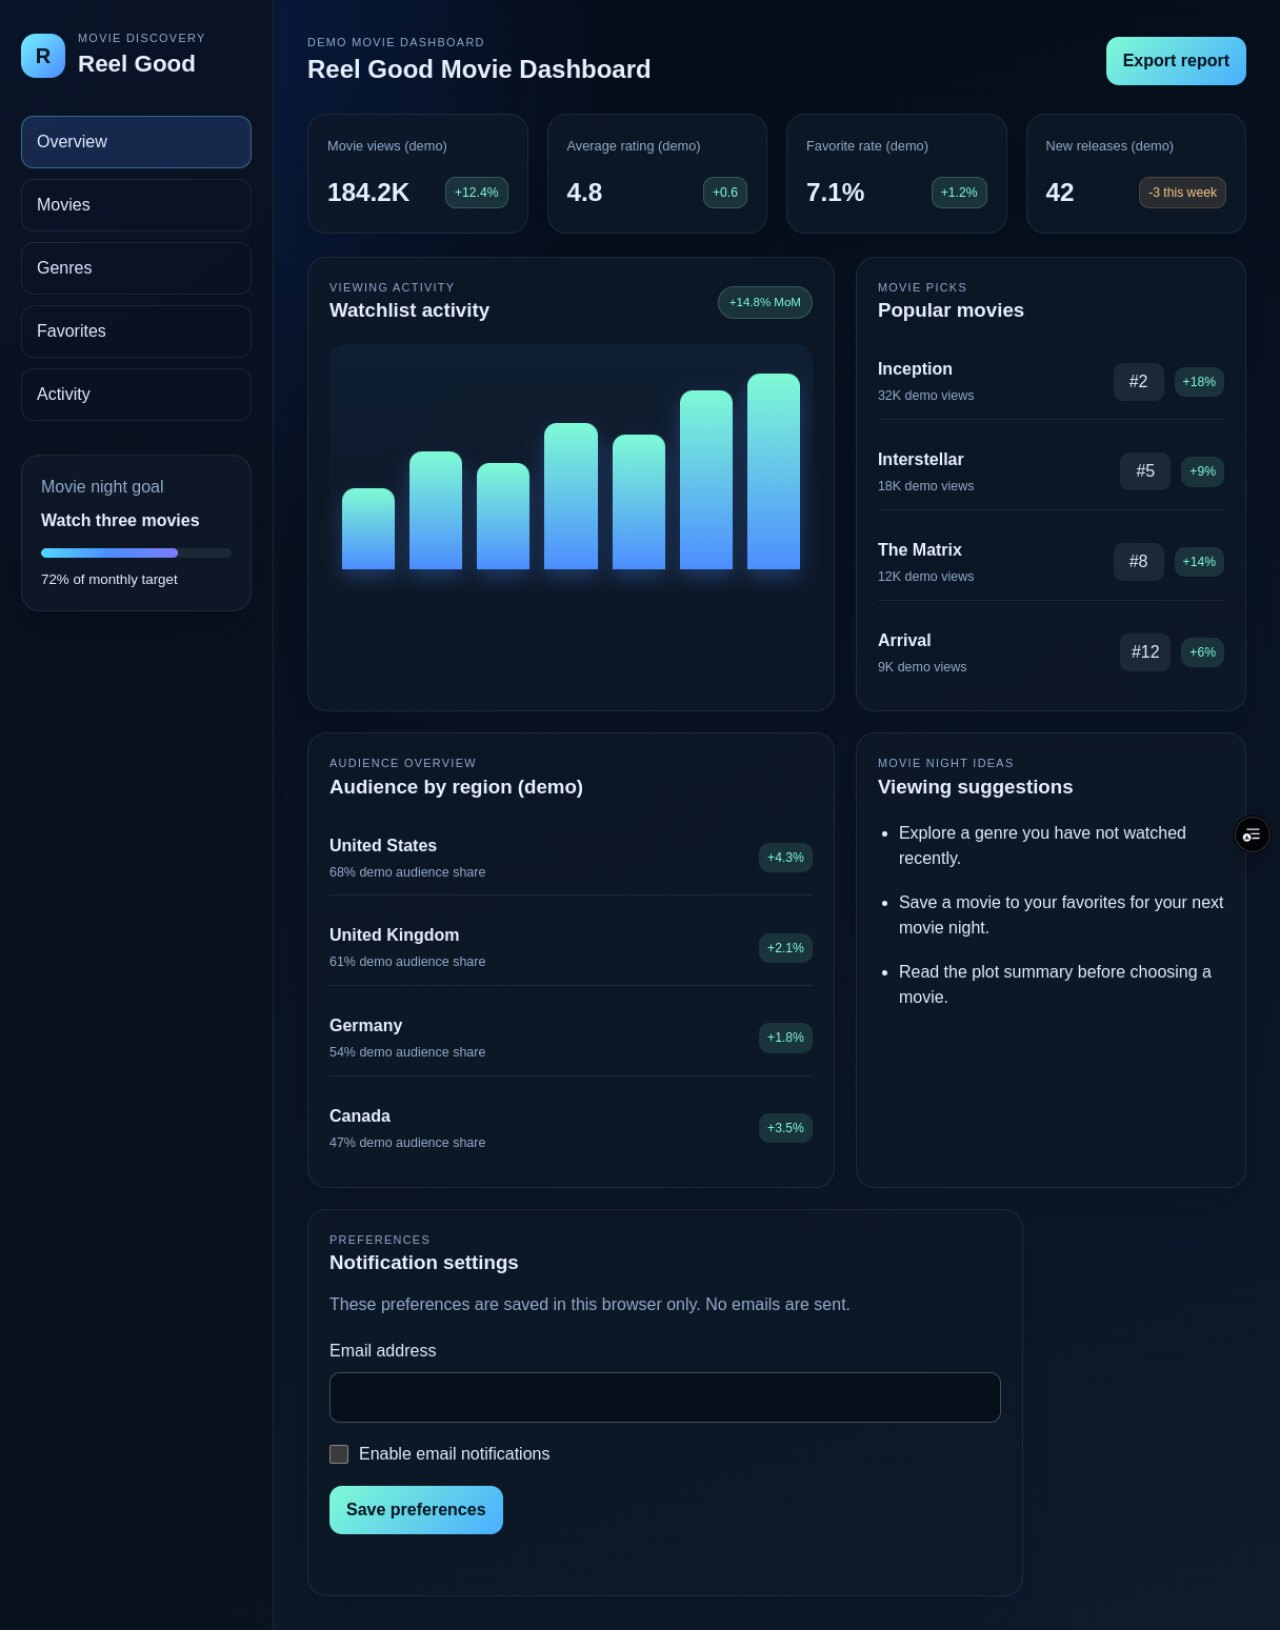 R
MOVIE DISCOVERY
Reel Good
Overview
Movies
Genres
Favorites
Activity
Movie night goal
Watch three movies
72% of monthly target
DEMO MOVIE DASHBOARD
Reel Good Movie Dashboard
Export report
Movie views (demo)
184.2K
+12.4%
Average rating (demo)
4.8
+0.6
Favorite rate (demo)
7.1%
+1.2%
New releases (demo)
42
-3 this week
VIEWING ACTIVITY
Watchlist activity
+14.8% MoM
MOVIE PICKS
Popular movies
Inception
32K demo views
#2
+18%
Interstellar
18K demo views
#5
+9%
The Matrix
12K demo views
#8
+14%
Arrival
9K demo views
#12
+6%
AUDIENCE OVERVIEW
Audience by region (demo)
United States
68% demo audience share
+4.3%
United Kingdom
61% demo audience share
+2.1%
Germany
54% demo audience share
+1.8%
Canada
47% demo audience share
+3.5%
MOVIE NIGHT IDEAS
Viewing suggestions
Explore a genre you have not watched
recently.
Save a movie to your favorites for your next
movie night.
Read the plot summary before choosing a
movie.
PREFERENCES
Notification settings
These preferences are saved in this browser only. No emails are sent.
Email address
Enable email notifications
Save preferences